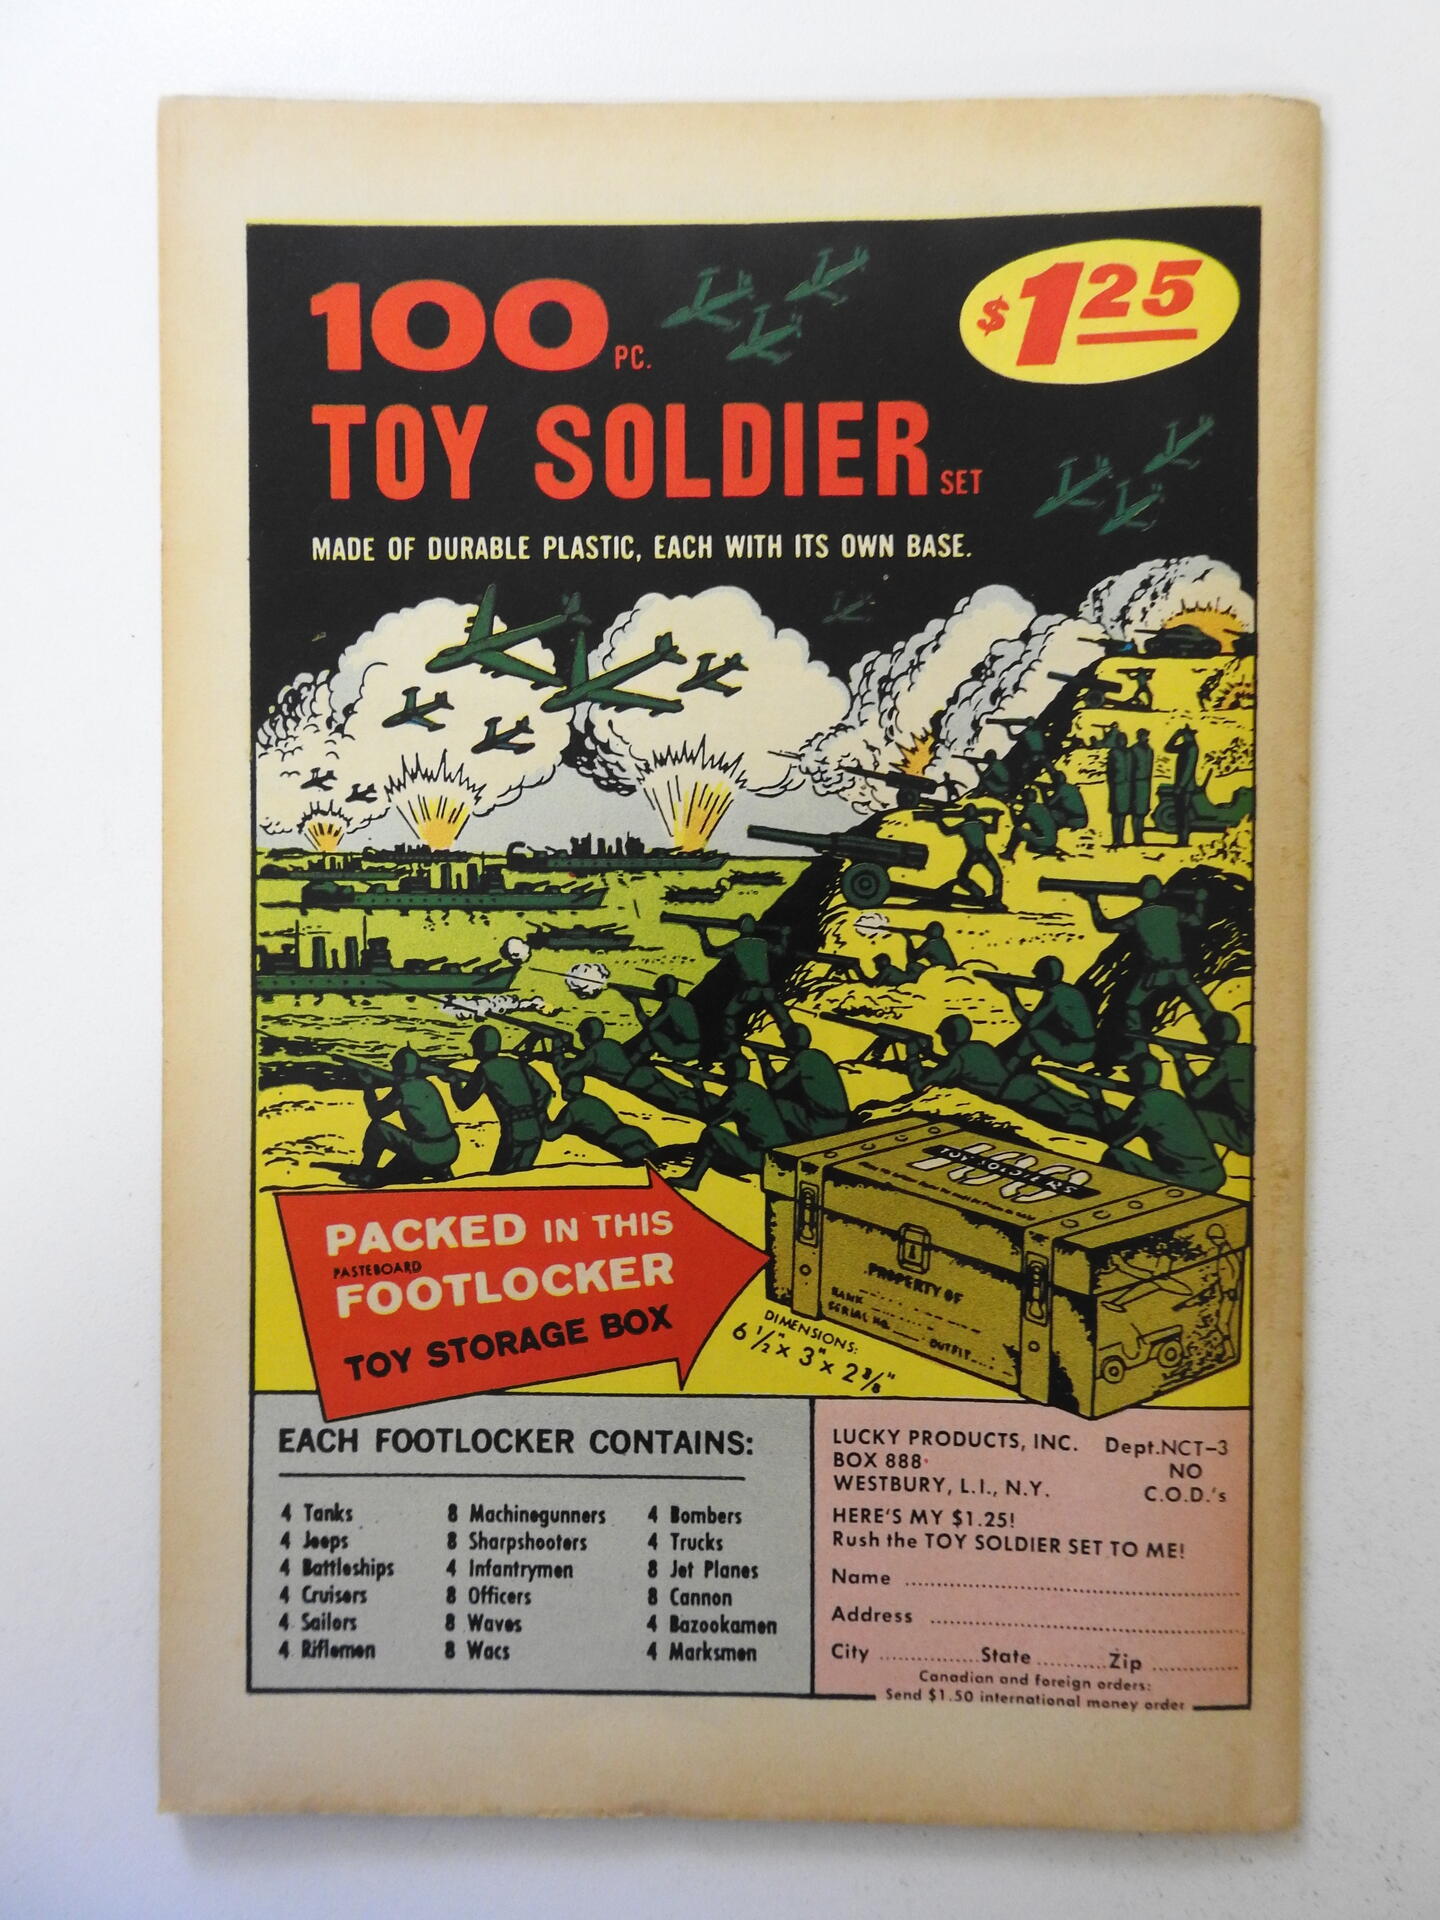 $1 25
100 PC.
TOY SOLDIER SET
MADE OF DURABLE PLASTIC, EACH WITH ITS OWN BASE.
100
TOY SOLDIERS
PACKED IN THIS
PASTEBOARD
FOOTLOCKER
TOY STORAGE BOX
PROPERTY OF
RANK
SERIAL NO.
OUTFIT
DIMENSIONS:
6 1/2" x 3" x 2 3/8"
EACH FOOTLOCKER CONTAINS:
4 Tanks
4 Jeeps
4 Battleships
4 Cruisers
4 Sailors
4 Riflemen
8 Machinegunners
8 Sharpshooters
4 Infantrymen
8 Officers
8 Waves
8 Wacs
4 Bombers
4 Trucks
8 Jet Planes
8 Cannon
4 Bazookamen
4 Marksmen
LUCKY PRODUCTS, INC. Dept.NCT-3
BOX 888 NO
WESTBURY, L.I., N.Y. C.O.D.'s
HERE'S MY $1.25!
Rush the TOY SOLDIER SET TO ME!
Name
Address
City State Zip
Canadian and foreign orders:
Send $1.50 international money order